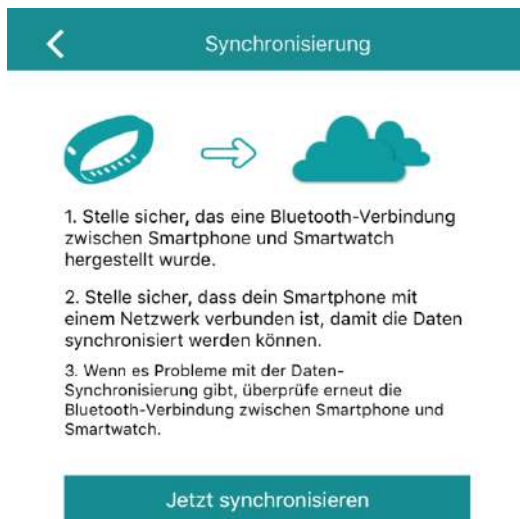 Synchronisierung
1. Stelle sicher, das eine Bluetooth-Verbindung
zwischen Smartphone und Smartwatch
hergestellt wurde.
2. Stelle sicher, dass dein Smartphone mit
einem Netzwerk verbunden ist, damit die Daten
synchronisiert werden können.
3. Wenn es Probleme mit der Daten-
Synchronisierung gibt, überprüfe erneut die
Bluetooth-Verbindung zwischen Smartphone und
Smartwatch.
Jetzt synchronisieren